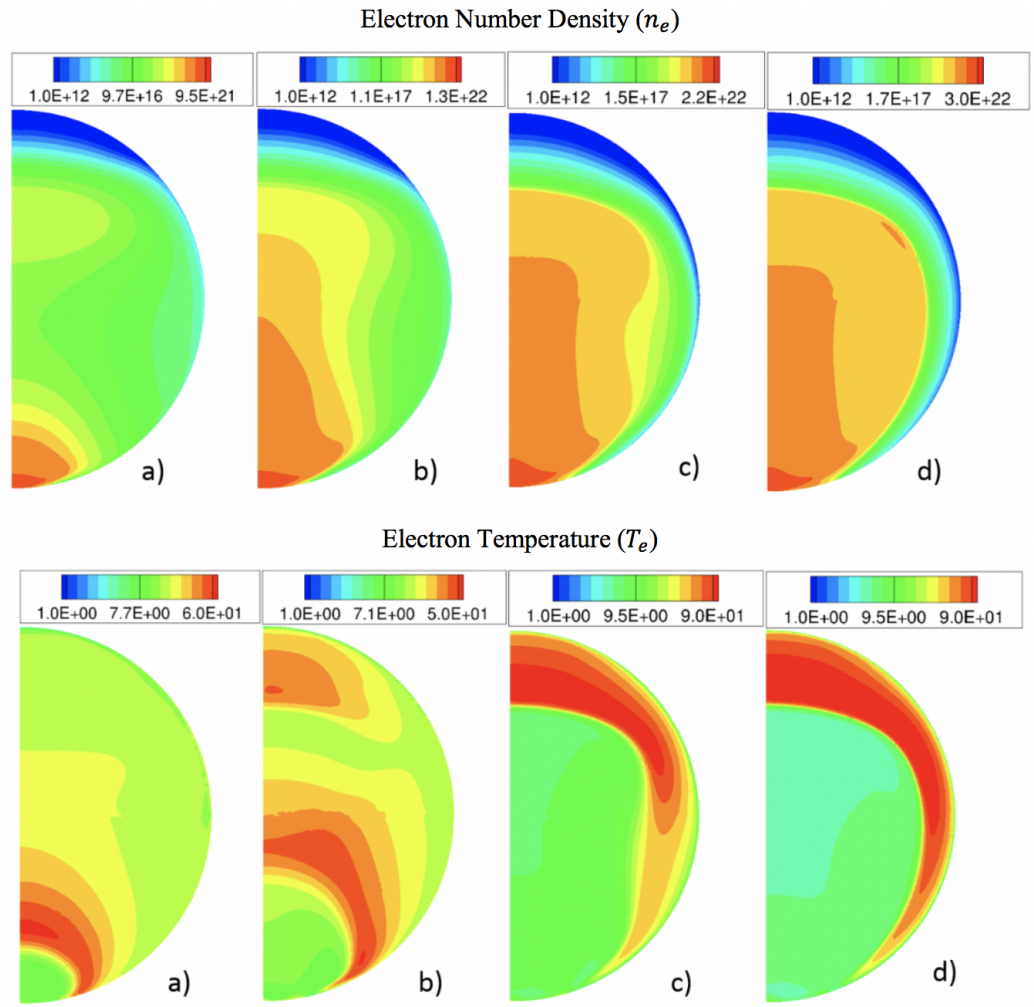 Electron Number Density (nₑ)
1.0E+12 9.7E+16 9.5E+21
1.0E+12 1.1E+17 1.3E+22
1.0E+12 1.5E+17 2.2E+22
1.0E+12 1.7E+17 3.0E+22
a) b) c) d)
Electron Temperature (Tₑ)
1.0E+00 7.7E+00 6.0E+01
1.0E+00 7.1E+00 5.0E+01
1.0E+00 9.5E+00 9.0E+01
1.0E+00 9.5E+00 9.0E+01
a) b) c) d)